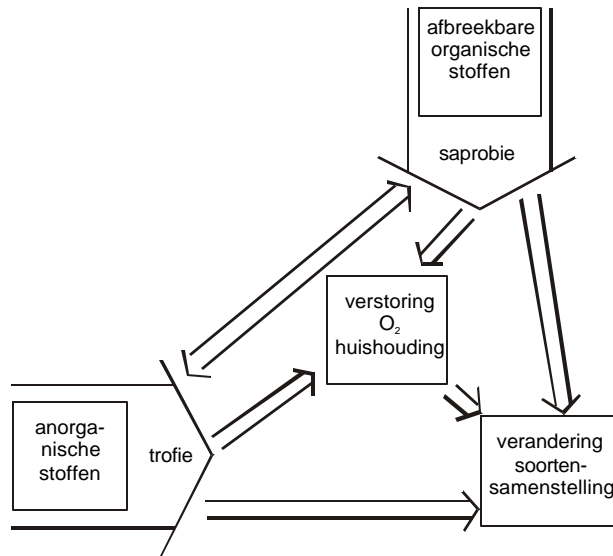 afbreekbare
organische
stoffen
saprobie
verstoring
O₂
huishouding
anorga-
nische
stoffen
trofie
verandering
soorten-
samenstelling